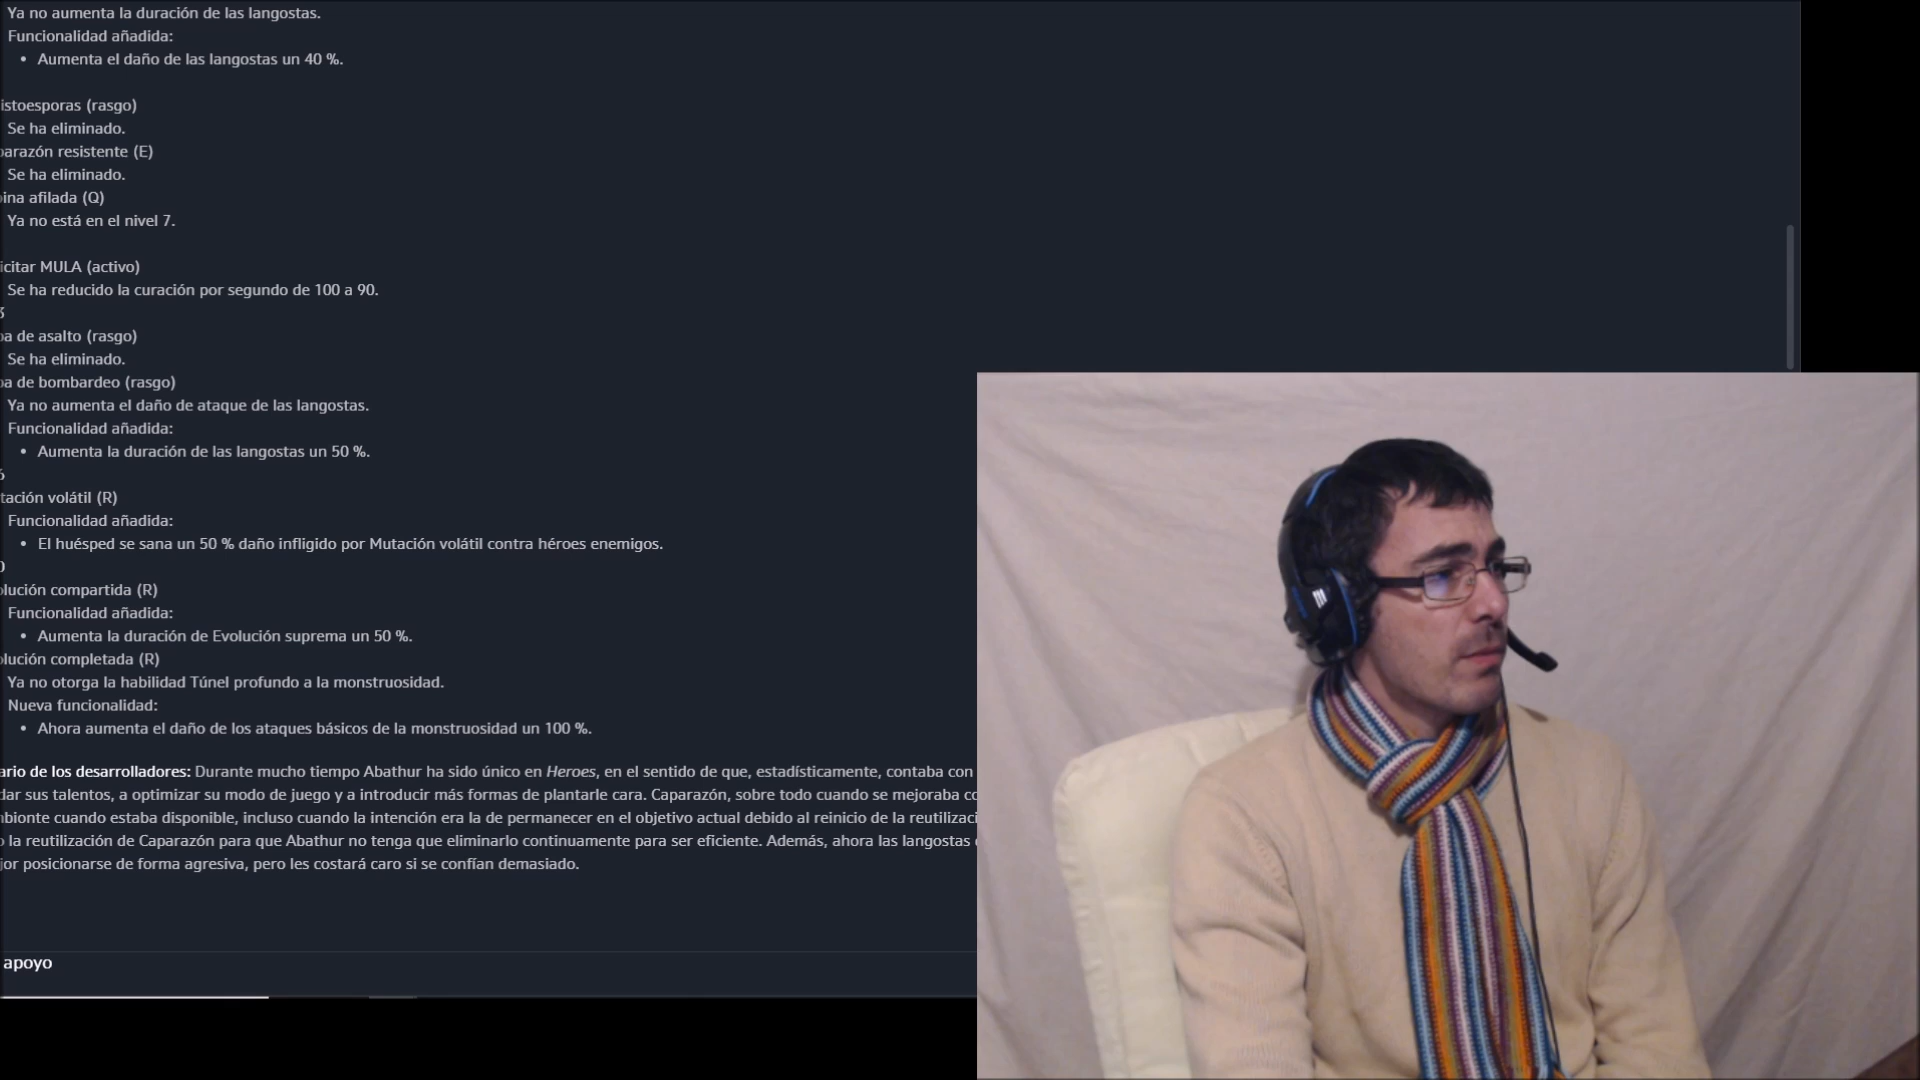 Ya no aumenta la duración de las langostas.
Funcionalidad añadida:
• Aumenta el daño de las langostas un 40 %.
istoesporas (rasgo)
Se ha eliminado.
parazón resistente (E)
Se ha eliminado.
pina afilada (Q)
Ya no está en el nivel 7.
icitar MULA (activo)
Se ha reducido la curación por segundo de 100 a 90.
3
pa de asalto (rasgo)
Se ha eliminado.
pa de bombardeo (rasgo)
Ya no aumenta el daño de ataque de las langostas.
Funcionalidad añadida:
• Aumenta la duración de las langostas un 50 %.
6
tación volátil (R)
Funcionalidad añadida:
• El huésped se sana un 50 % daño infligido por Mutación volátil contra héroes enemigos.
0
olución compartida (R)
Funcionalidad añadida:
• Aumenta la duración de Evolución suprema un 50 %.
olución completada (R)
Ya no otorga la habilidad Túnel profundo a la monstruosidad.
Nueva funcionalidad:
• Ahora aumenta el daño de los ataques básicos de la monstruosidad un 100 %.
ario de los desarrolladores: Durante mucho tiempo Abathur ha sido único en Heroes, en el sentido de que, estadísticamente, contaba con
dar sus talentos, a optimizar su modo de juego y a introducir más formas de plantarle cara. Caparazón, sobre todo cuando se mejoraba co
nbionte cuando estaba disponible, incluso cuando la intención era la de permanecer en el objetivo actual debido al reinicio de la reutilizaci
o la reutilización de Caparazón para que Abathur no tenga que eliminarlo continuamente para ser eficiente. Además, ahora las langostas
jor posicionarse de forma agresiva, pero les costará caro si se confían demasiado.
apoyo